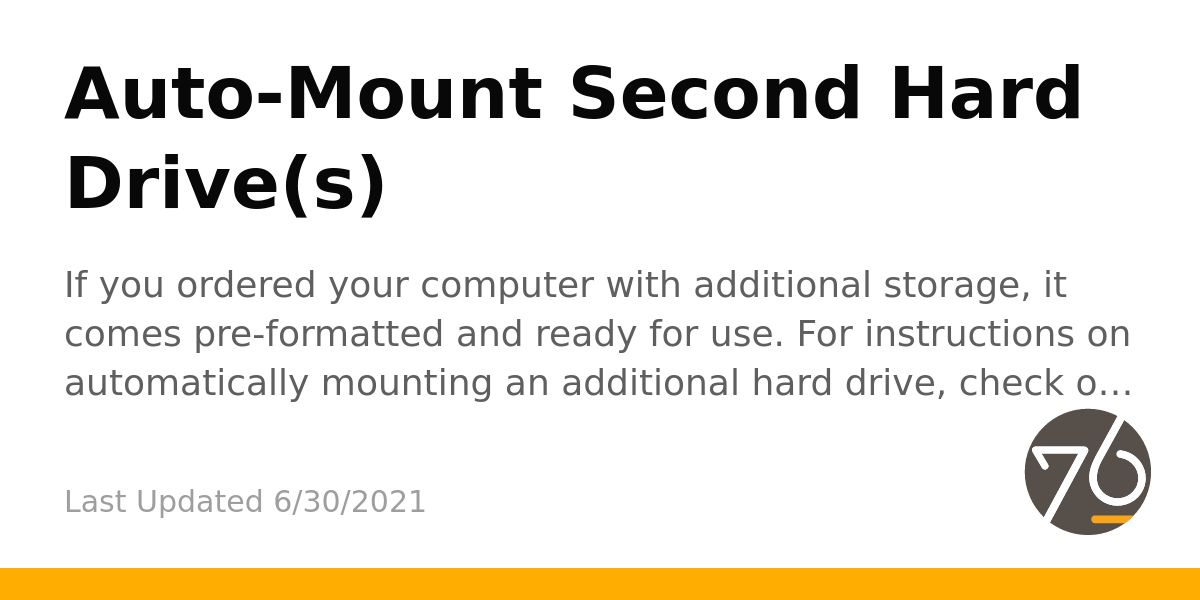 Auto-Mount Second Hard
Drive(s)
If you ordered your computer with additional storage, it
comes pre-formatted and ready for use. For instructions on
automatically mounting an additional hard drive, check o…
Last Updated 6/30/2021
76